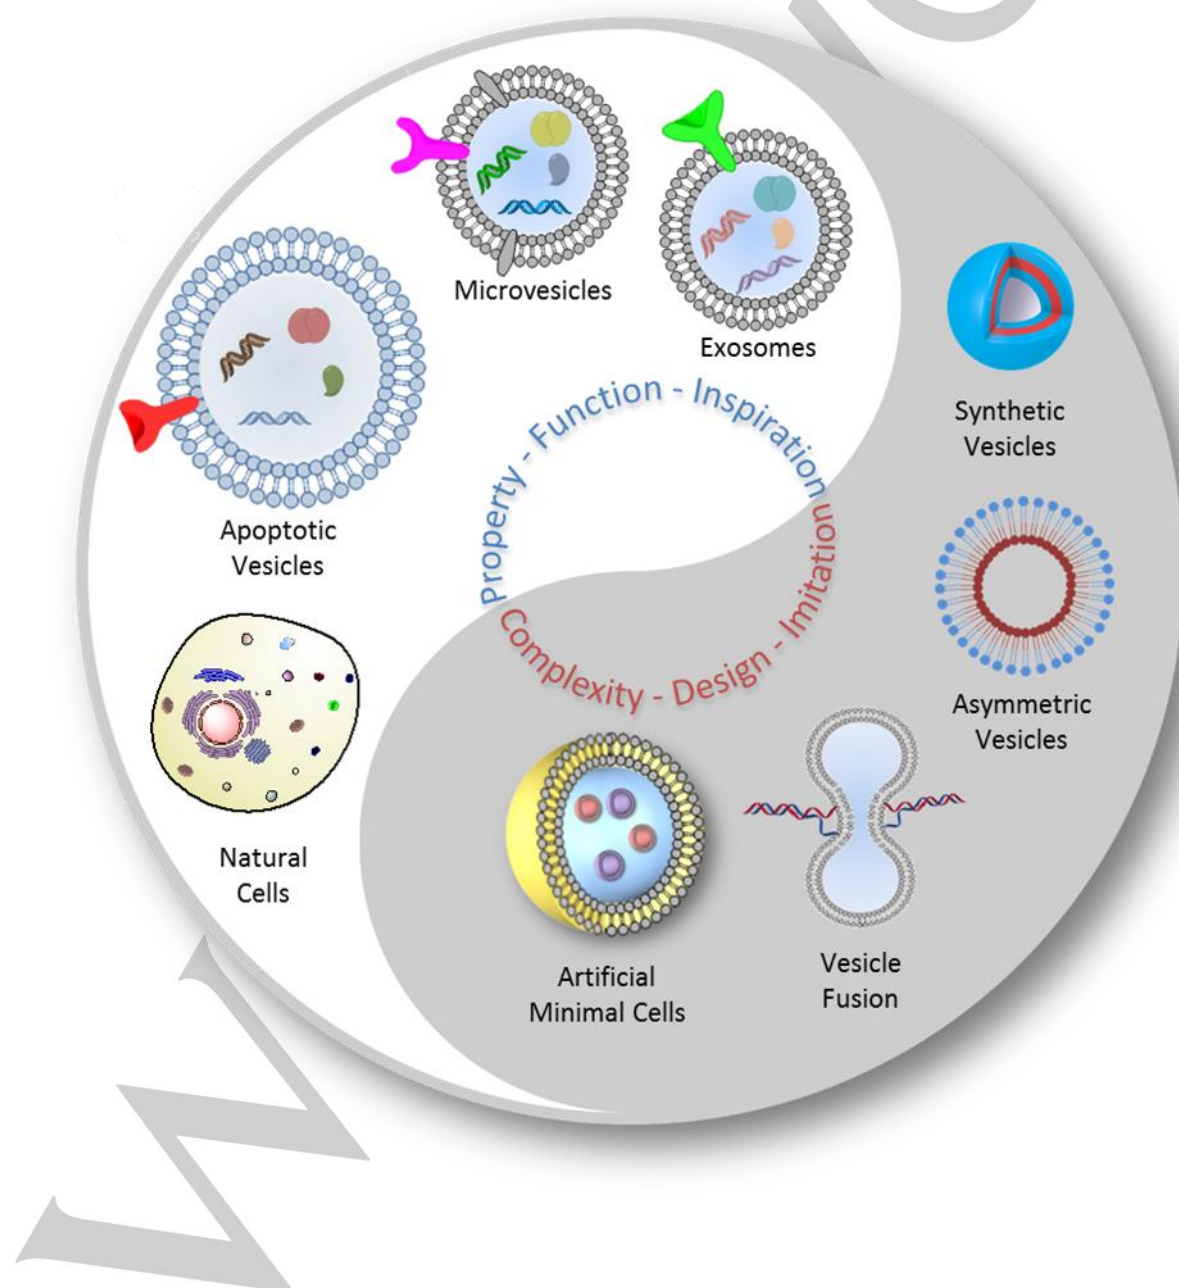 Microvesicles
Exosomes
Apoptotic
Vesicles
Natural
Cells
Property - Function - Inspiration
Complexity - Design - Imitation
Synthetic
Vesicles
Asymmetric
Vesicles
Vesicle
Fusion
Artificial
Minimal Cells